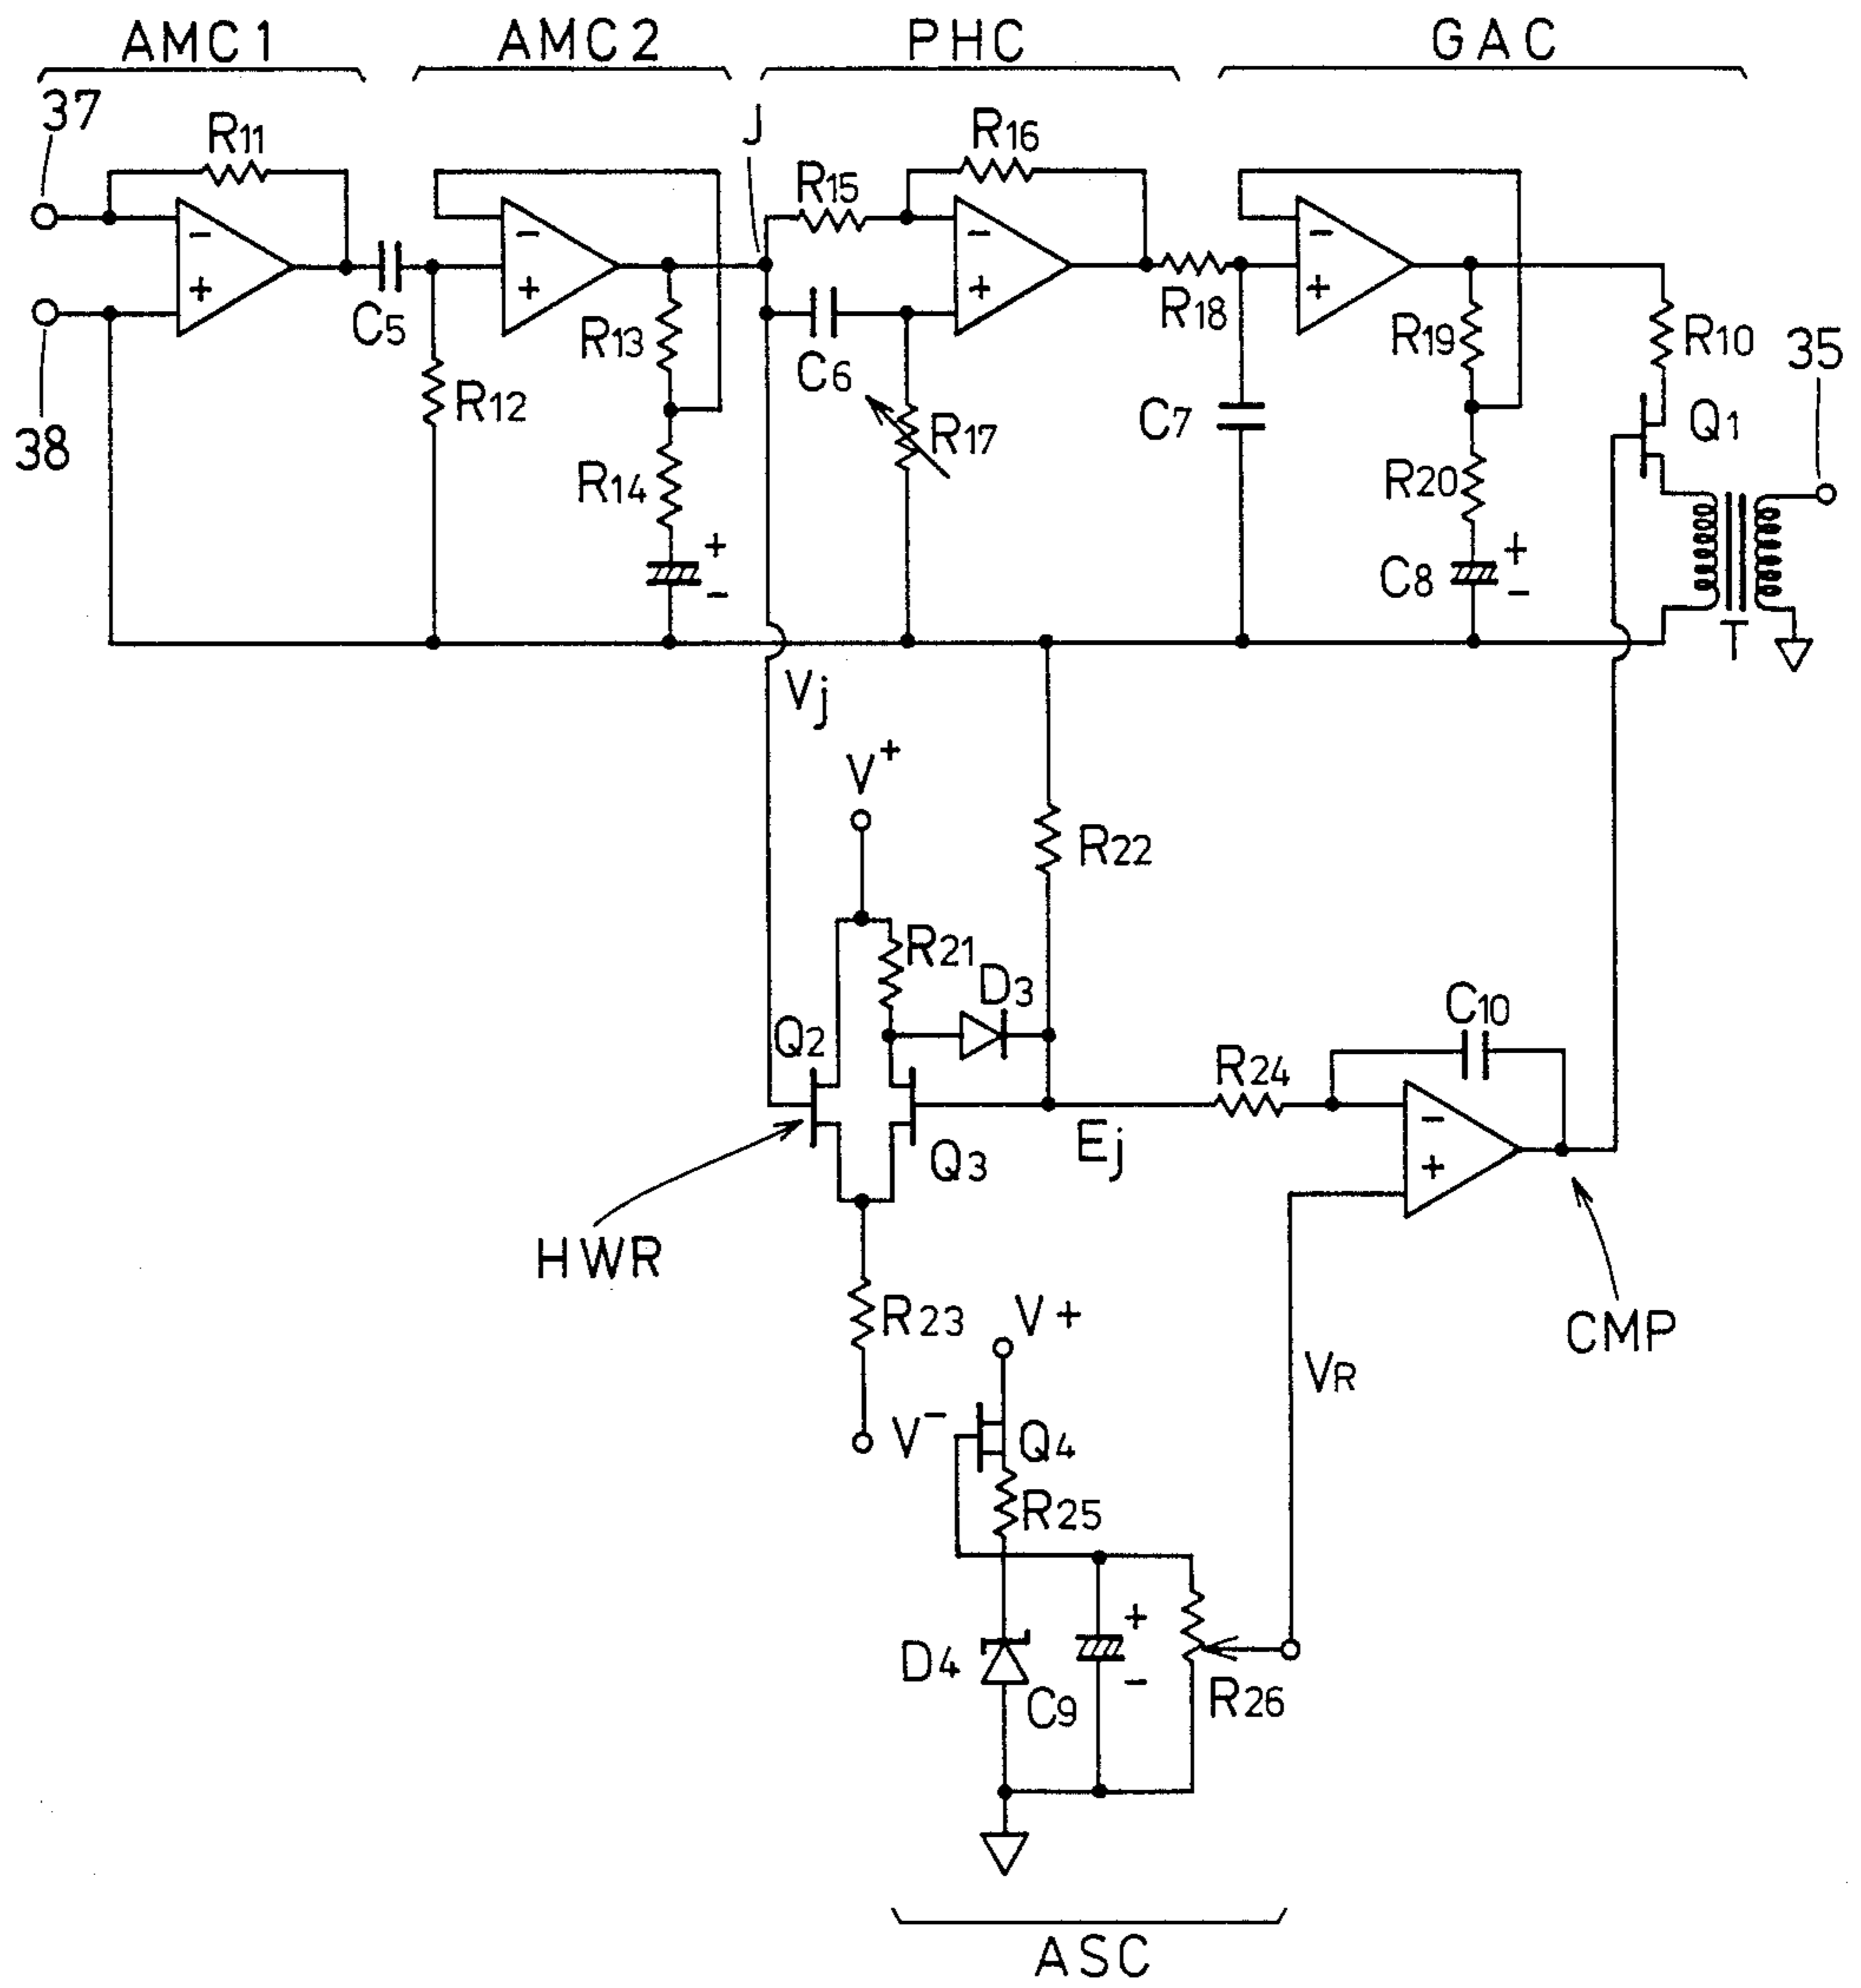 AMC1 AMC2 PHC GAC
37 J
R11 R16
R15
- - - -
+ + + +
C5 R13 R18 R19 R10 35
38 R12 C6 R17 C7 Q1
R14 R20
+ +
- C8 -
T
Vj
V+
R22
R21
D3
Q2 C10
R24
-
Q3 Ej +
HWR
R23 V+ CMP
VR
V- Q4
R25
+
D4 -
C9 R26
ASC